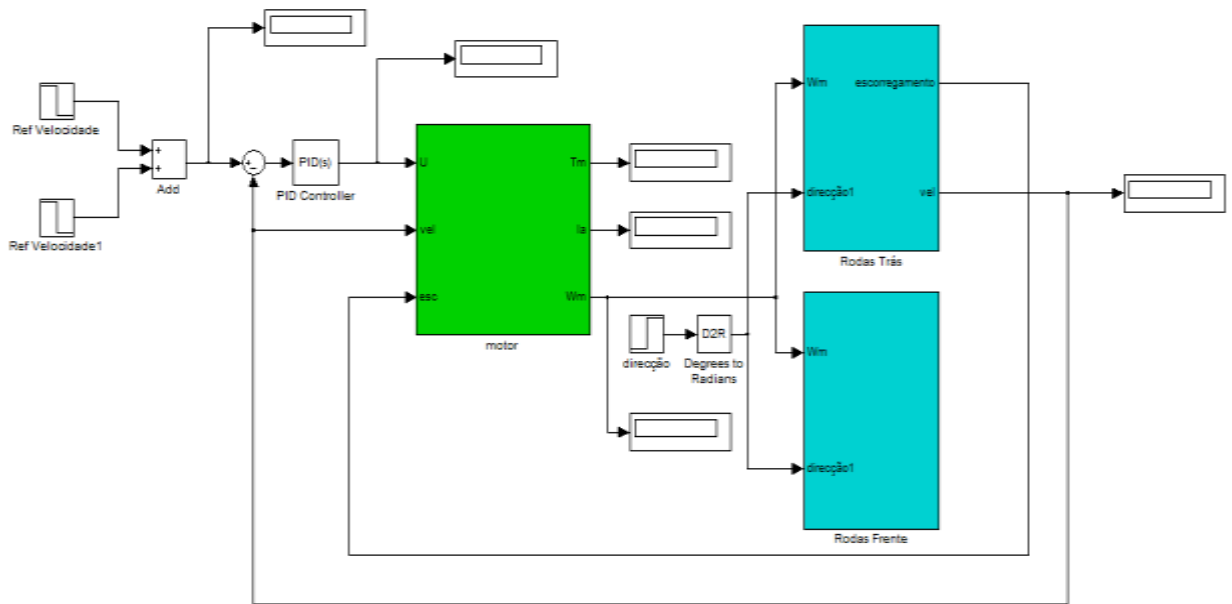 Ref Velocidade
Ref Velocidade1
+
+
Add
+
−
PID(s)
PID Controller
U
vel
esc
Tm
Ia
Wm
motor
direcção
D2R
Degrees to
Radians
Wm
direcção1
escorregamento
vel
Rodas Trás
Wm
direcção1
Rodas Frente